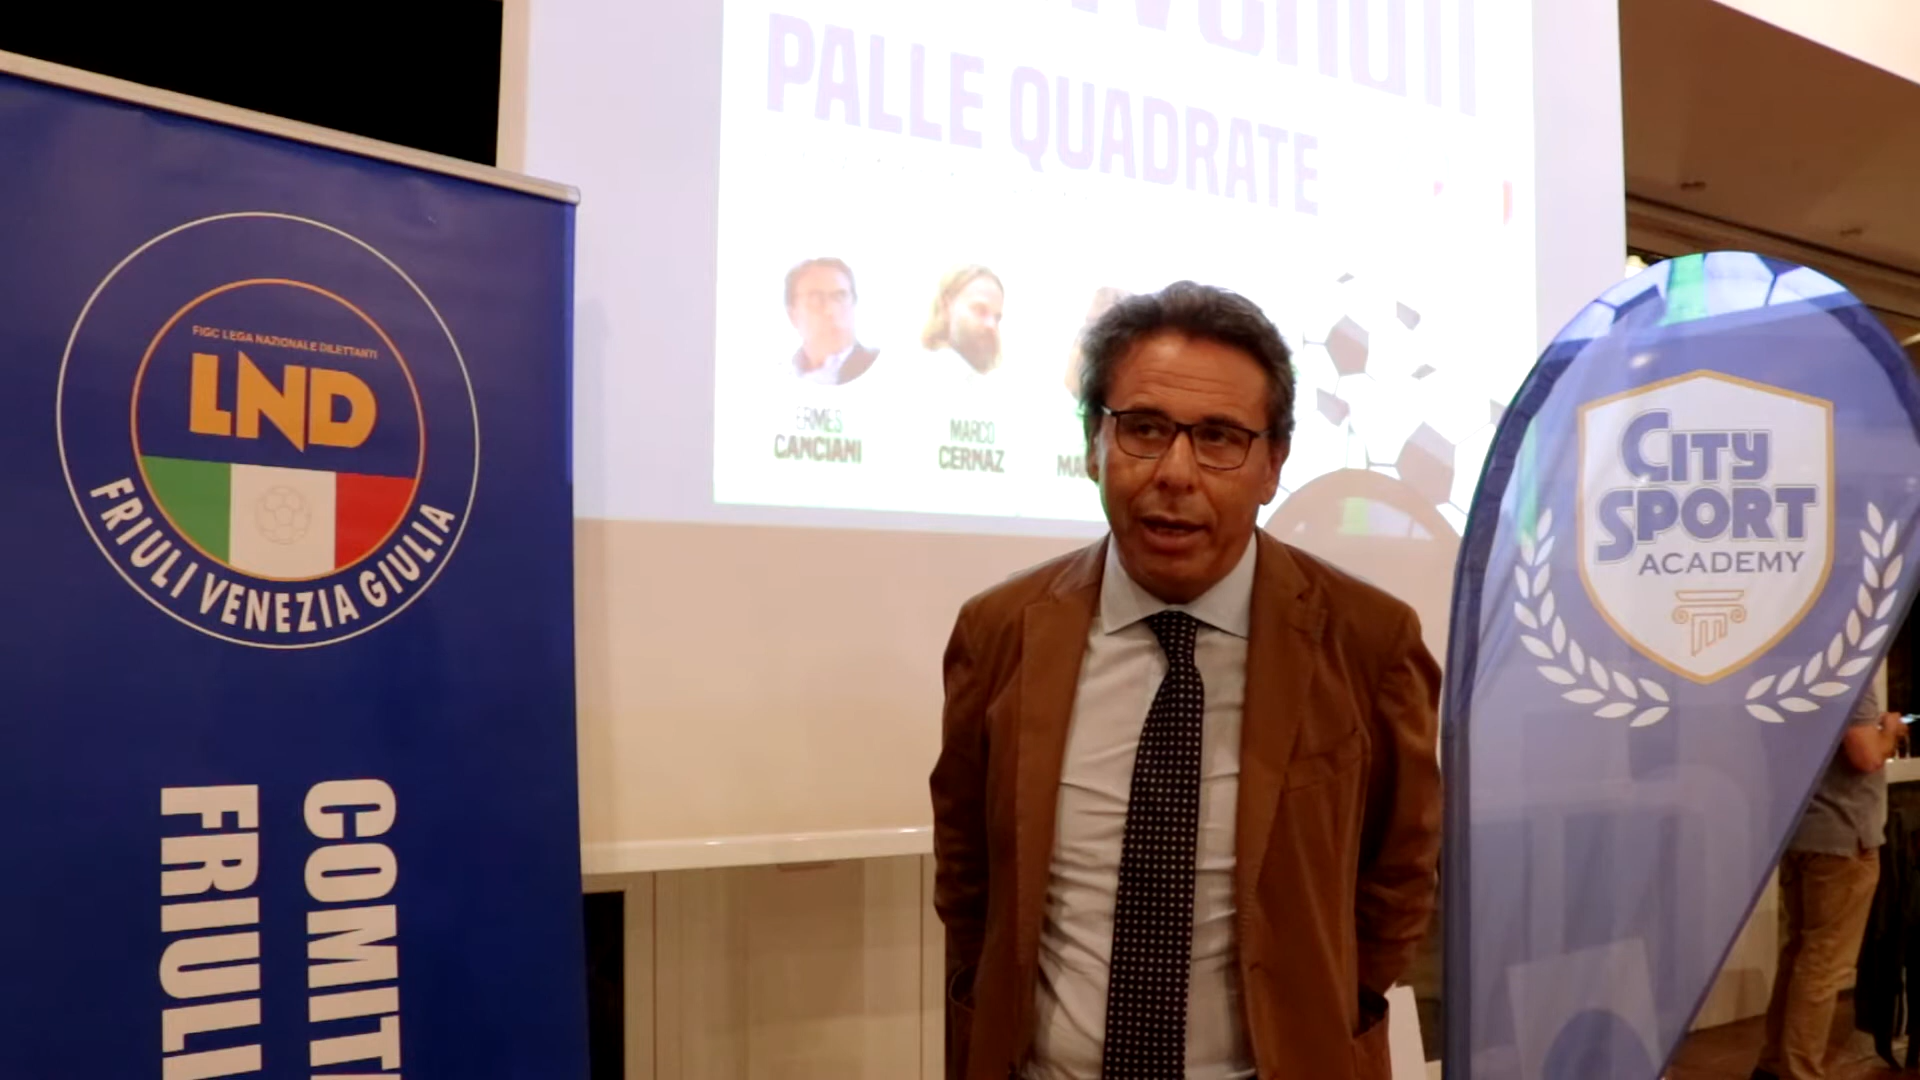 FIGC LEGA NAZIONALE DILETTANTI
LND
FRIULI VENEZIA GIULIA
PALLE QUADRATE
ERMES
CANCIANI
MARCO
CERNAZ
CITY
SPORT
ACADEMY